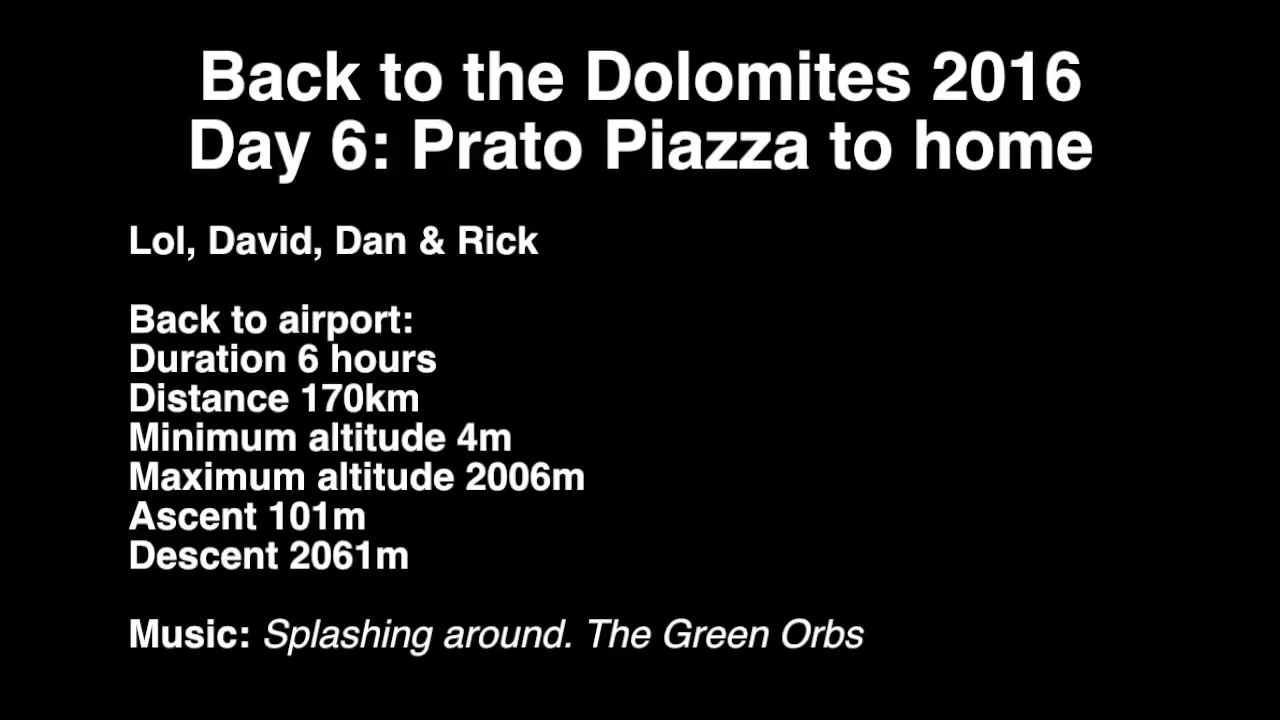 Back to the Dolomites 2016
Day 6: Prato Piazza to home
Lol, David, Dan & Rick
Back to airport:
Duration 6 hours
Distance 170km
Minimum altitude 4m
Maximum altitude 2006m
Ascent 101m
Descent 2061m
Music: Splashing around. The Green Orbs